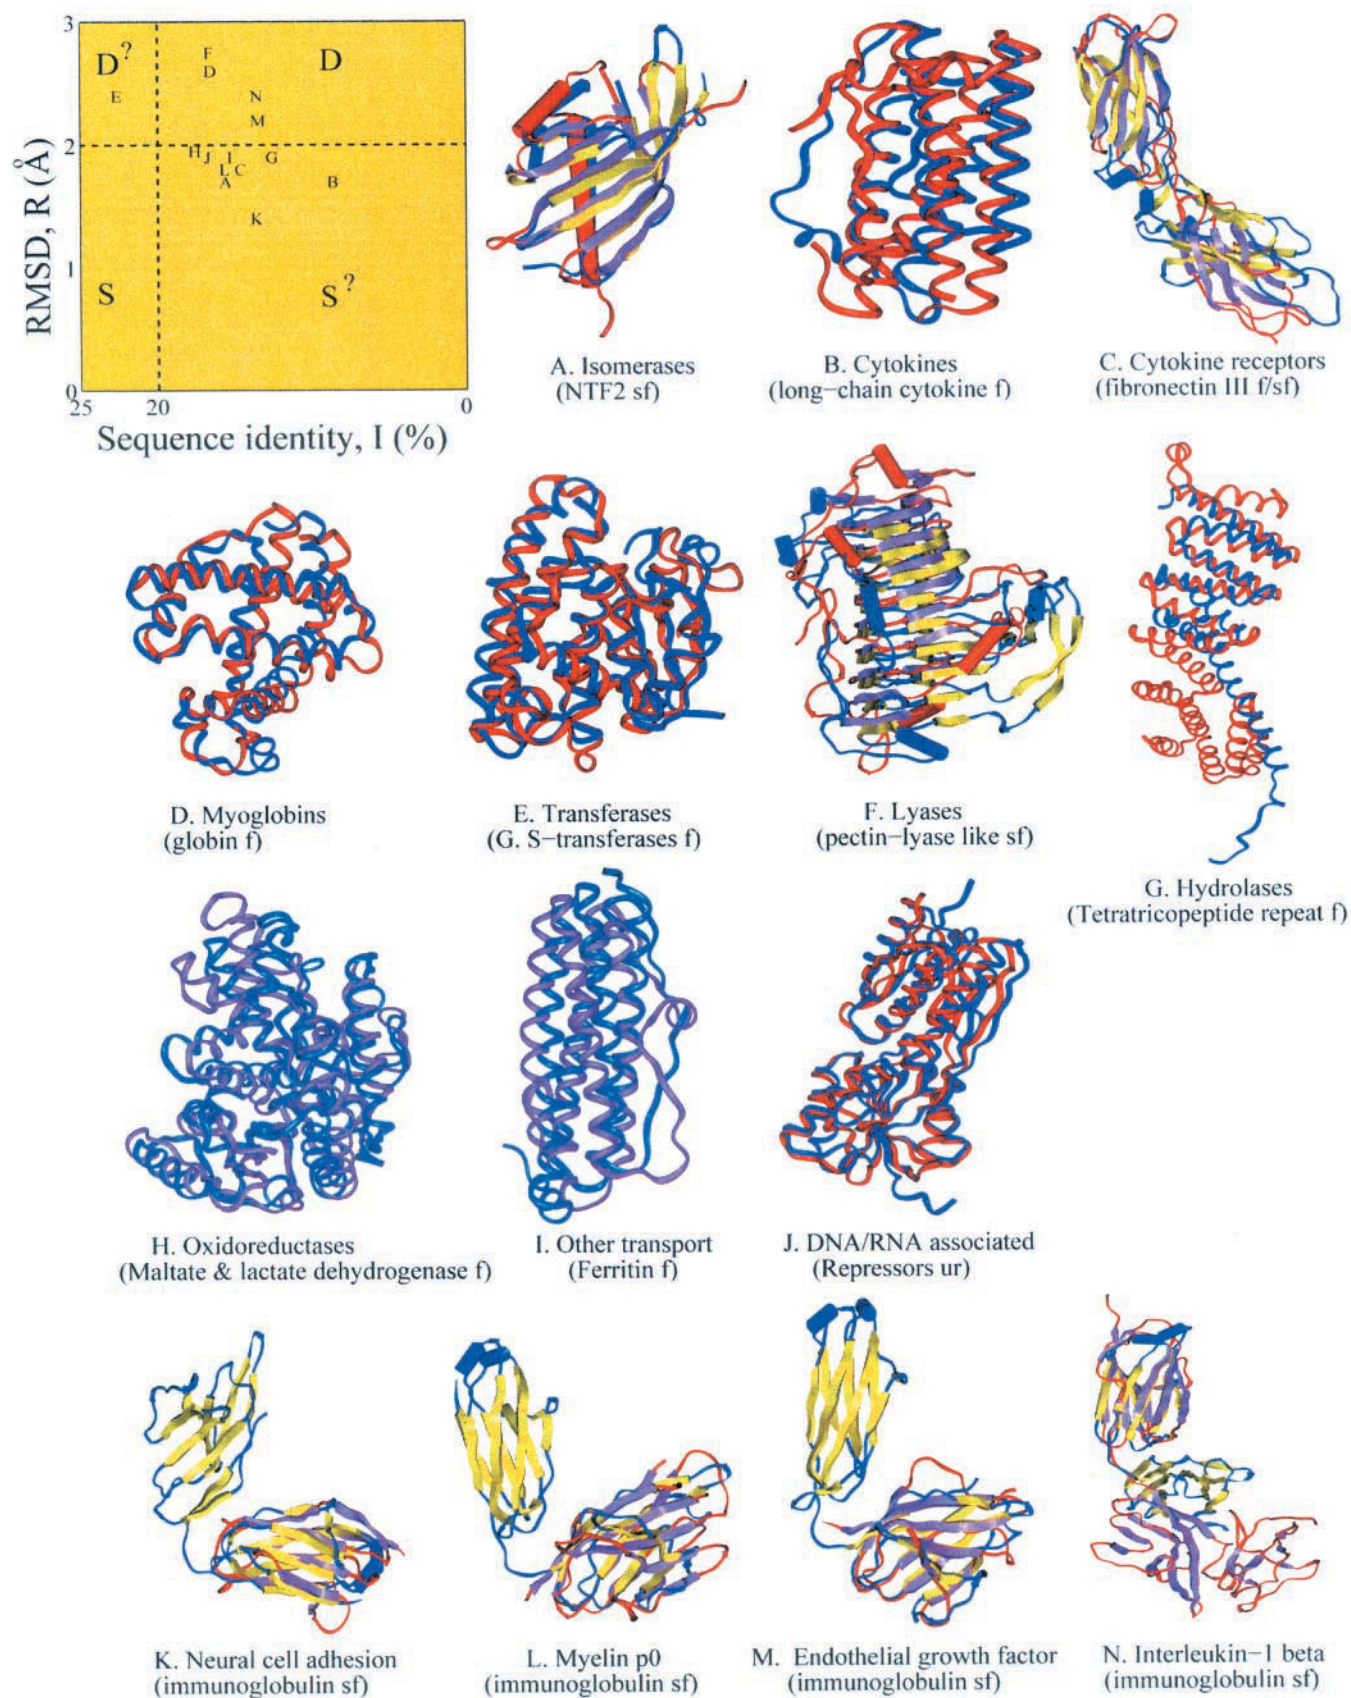 3
D?
F
D
D
E
N
M
2
H
J
I
G
L
C
A
B
K
1
S
S?
0
25
20
0
RMSD, R (Å)
Sequence identity, I (%)
A. Isomerases
(NTF2 sf)
B. Cytokines
(long−chain cytokine f)
C. Cytokine receptors
(fibronectin III f/sf)
D. Myoglobins
(globin f)
E. Transferases
(G. S−transferases f)
F. Lyases
(pectin−lyase like sf)
G. Hydrolases
(Tetratricopeptide repeat f)
H. Oxidoreductases
(Maltate & lactate dehydrogenase f)
I. Other transport
(Ferritin f)
J. DNA/RNA associated
(Repressors ur)
K. Neural cell adhesion
(immunoglobulin sf)
L. Myelin p0
(immunoglobulin sf)
M. Endothelial growth factor
(immunoglobulin sf)
N. Interleukin−1 beta
(immunoglobulin sf)